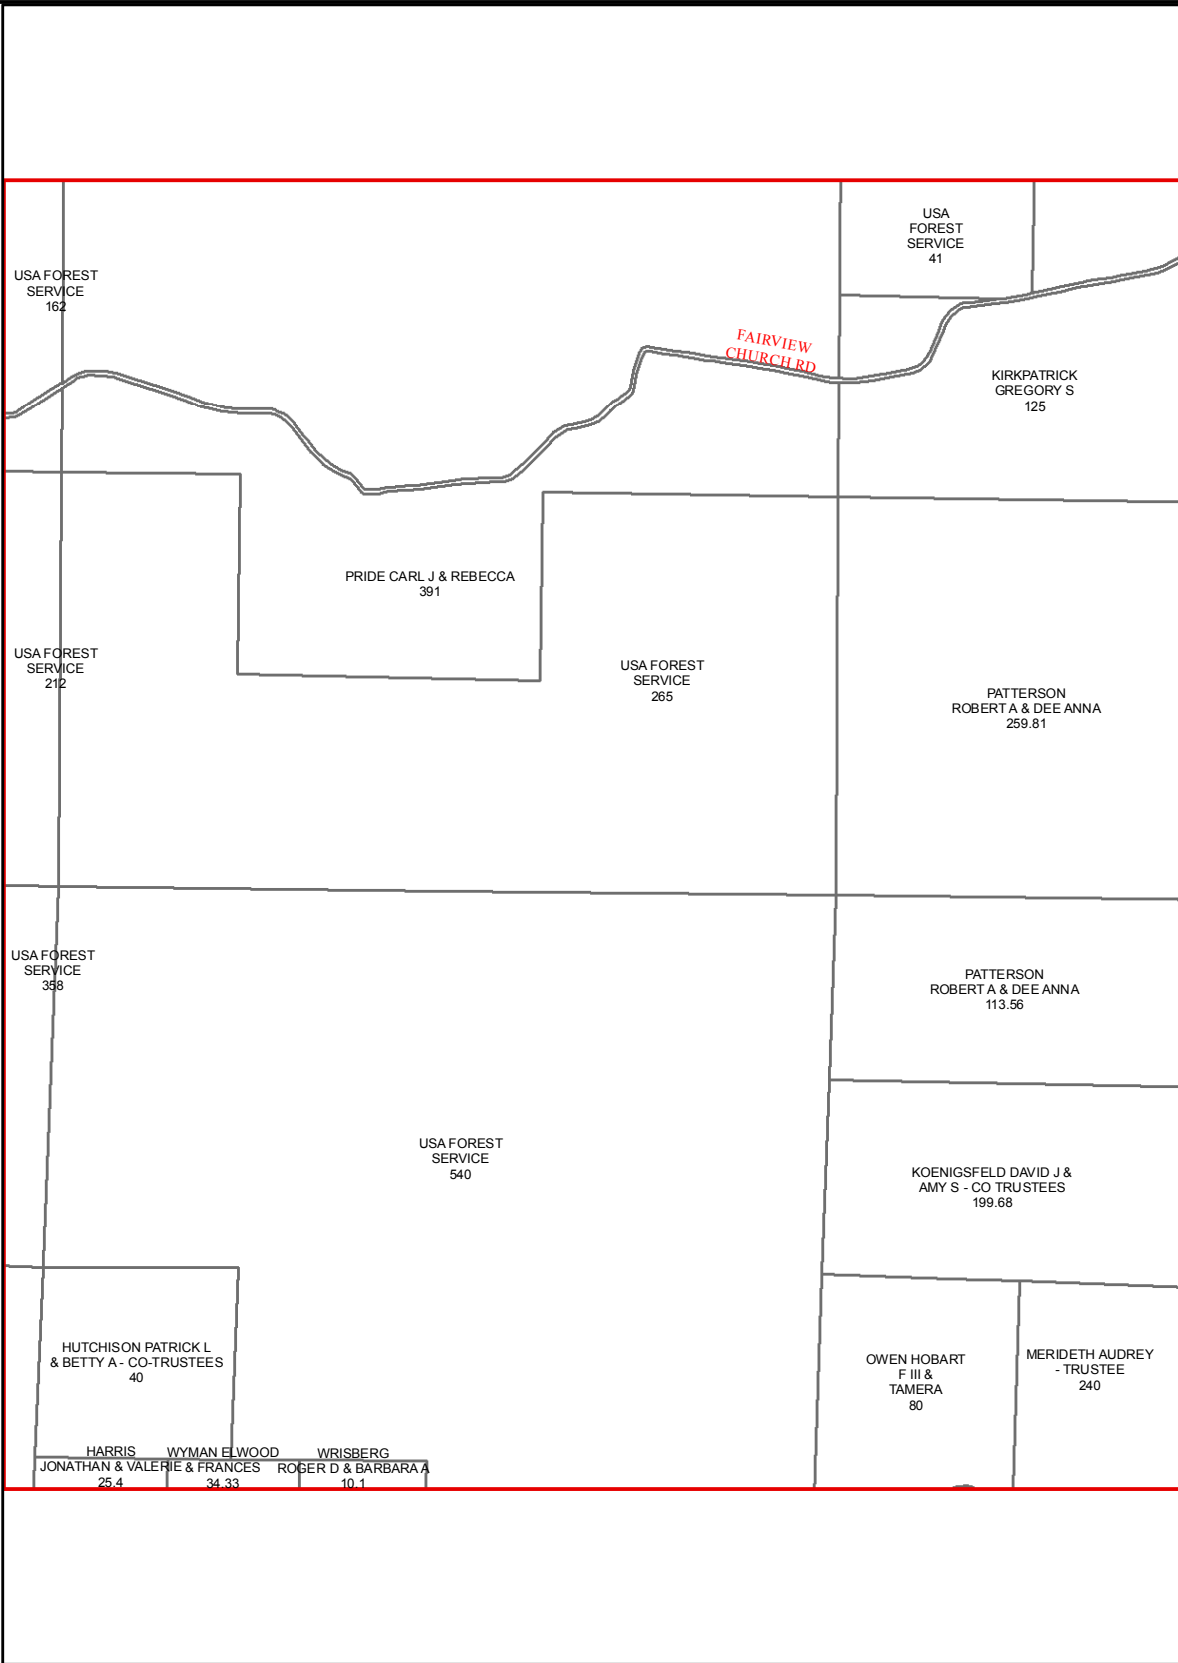 USA
FOREST
SERVICE
41
USA FOREST
SERVICE
162
FAIRVIEW
CHURCH RD
KIRKPATRICK
GREGORY S
125
PRIDE CARL J & REBECCA
391
USA FOREST
SERVICE
212
USA FOREST
SERVICE
265
PATTERSON
ROBERT A & DEE ANNA
259.81
USA FOREST
SERVICE
358
PATTERSON
ROBERT A & DEE ANNA
113.56
USA FOREST
SERVICE
540
KOENIGSFELD DAVID J &
AMY S - CO TRUSTEES
199.68
HUTCHISON PATRICK L
& BETTY A - CO-TRUSTEES
40
OWEN HOBART
F III &
TAMERA
80
MERIDETH AUDREY
- TRUSTEE
240
HARRIS
JONATHAN & VALERIE
25.4
WYMAN ELWOOD
& FRANCES
34.33
WRISBERG
ROGER D & BARBARA A
10.1